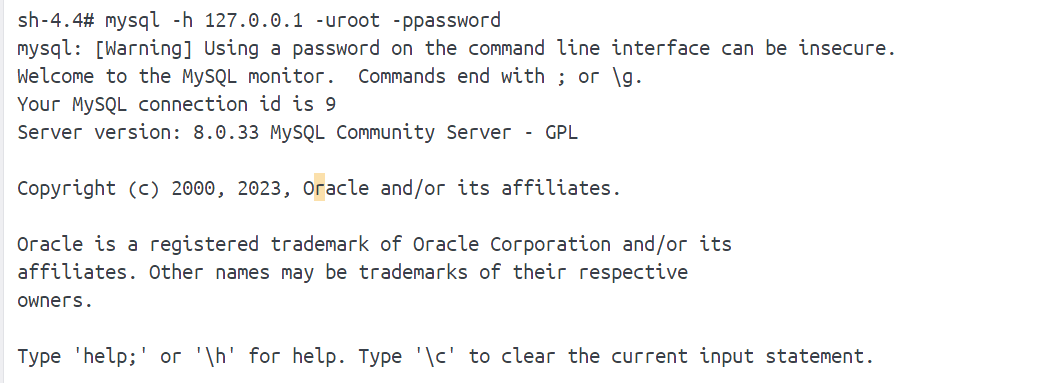 sh-4.4# mysql -h 127.0.0.1 -uroot -ppassword
mysql: [Warning] Using a password on the command line interface can be insecure.
Welcome to the MySQL monitor.  Commands end with ; or \g.
Your MySQL connection id is 9
Server version: 8.0.33 MySQL Community Server - GPL

Copyright (c) 2000, 2023, Oracle and/or its affiliates.

Oracle is a registered trademark of Oracle Corporation and/or its
affiliates. Other names may be trademarks of their respective
owners.

Type 'help;' or '\h' for help. Type '\c' to clear the current input statement.